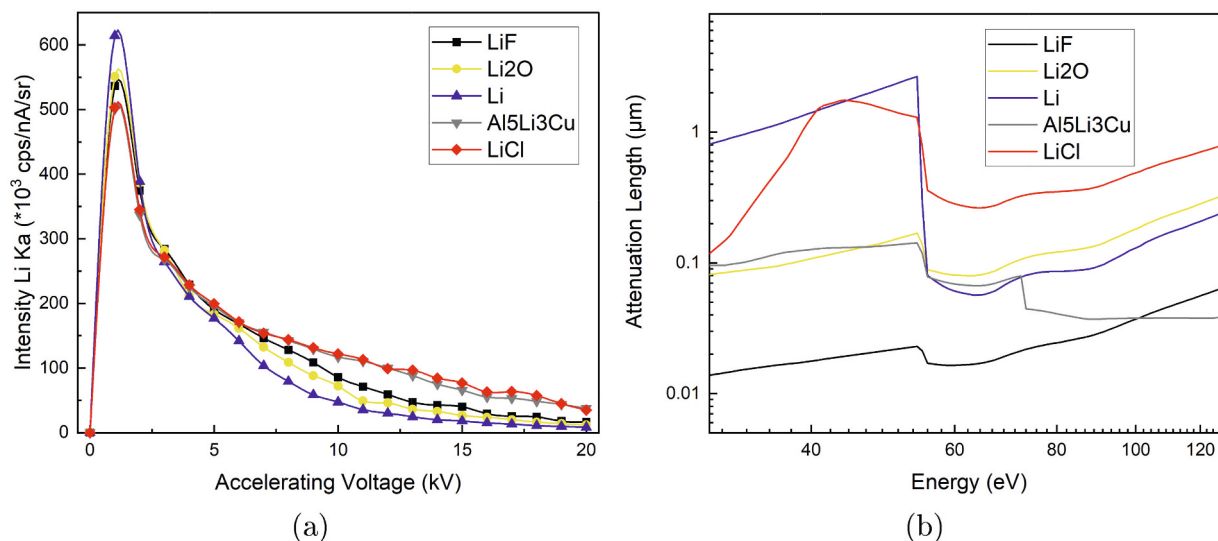 600
500
400
300
200
100
0
Intensity Li Ka (*10³ cps/nA/sr)
LiF
Li2O
Li
Al5Li3Cu
LiCl
0 5 10 15 20
Accelerating Voltage (kV)
(a)
1
0.1
0.01
Attenuation Length (µm)
LiF
Li2O
Li
Al5Li3Cu
LiCl
40 60 80 100 120
Energy (eV)
(b)